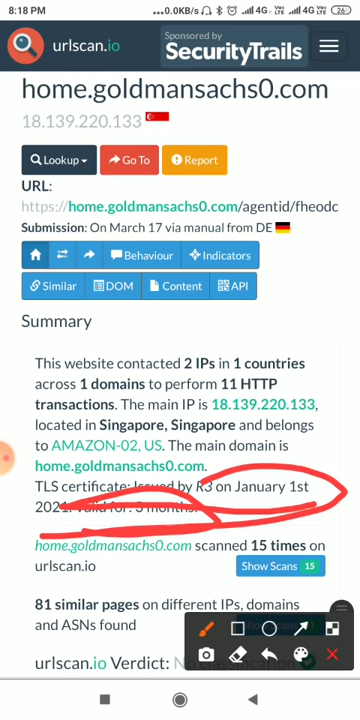 8:18 PM ...0.0KB/s 4G 4G 26
urlscan.io
Sponsored by
SecurityTrails
home.goldmansachs0.com
18.139.220.133
Lookup Go To Report
URL:
https://home.goldmansachs0.com/agentid/fheodc
Submission: On March 17 via manual from DE
Behaviour Indicators
Similar DOM Content API
Summary
This website contacted 2 IPs in 1 countries
across 1 domains to perform 11 HTTP
transactions. The main IP is 18.139.220.133,
located in Singapore, Singapore and belongs
to AMAZON-02, US. The main domain is
home.goldmansachs0.com.
TLS certificate: Issued by R3 on January 1st
2021. Valid for: 3 months.
home.goldmansachs0.com scanned 15 times on
urlscan.io Show Scans 15
81 similar pages on different IPs, domains
and ASNs found
urlscan.io Verdict: